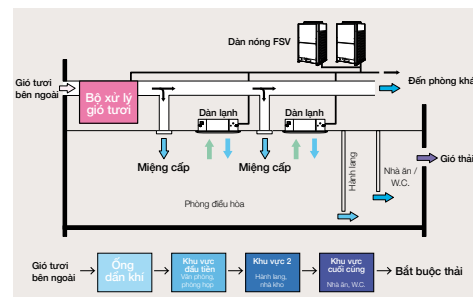 Dàn nóng FSV
Gió tươi
bên ngoài
Bộ xử lý
gió tươi
Đến phòng khá
Dàn lạnh
Dàn lạnh
Miệng cấp
Miệng cấp
Hành lang
Nhà ăn /
W.C.
Gió thải
Phòng điều hòa
Gió tươi
bên ngoài
Ống
dẫn khí
Khu vực
đầu tiên
Văn phòng,
phòng họp
Khu vực 2
Hành lang,
nhà kho
Khu vực
cuối cùng
Nhà ăn, W.C.
Bắt buộc thải